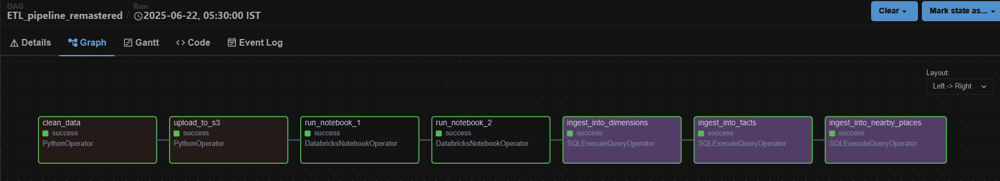 DAG
ETL_pipeline_remastered
/
Run
2025-06-22, 05:30:00 IST
Clear
Mark state as...
Details
Graph
Gantt
<> Code
Event Log
Layout:
Left -> Right
clean_data
success
PythonOperator
upload_to_s3
success
PythonOperator
run_notebook_1
success
DatabricksNotebookOperator
run_notebook_2
success
DatabricksNotebookOperator
ingest_into_dimensions
success
SQLExecuteQueryOperator
ingest_into_facts
success
SQLExecuteQueryOperator
ingest_into_nearby_places
success
SQLExecuteQueryOperator